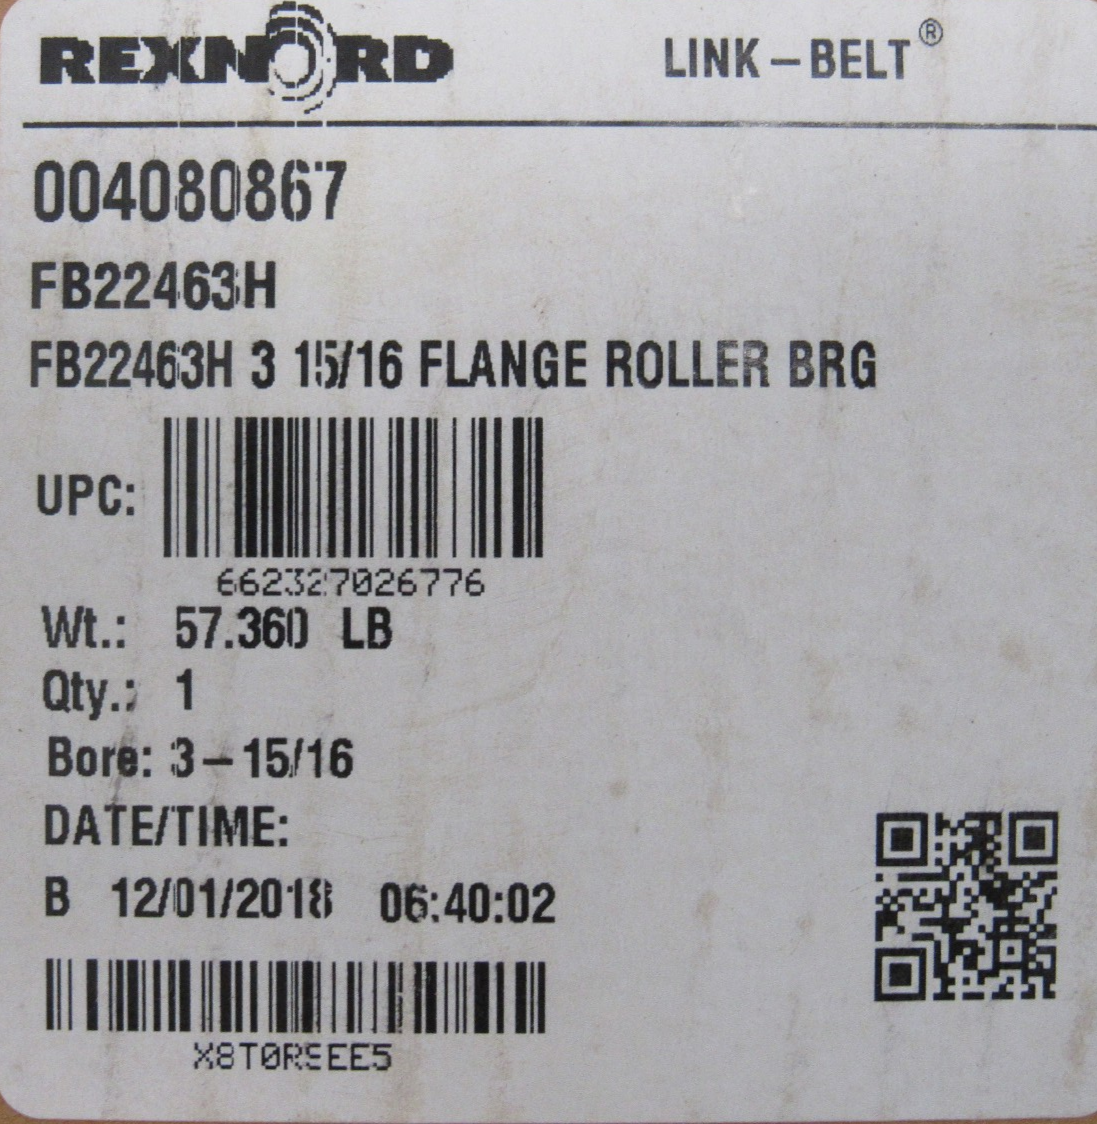 REXNORD LINK-BELT®
004080867
FB22463H
FB22463H 3 15/16 FLANGE ROLLER BRG
UPC:
662327026776
Wt.: 57.360 LB
Qty.: 1
Bore: 3-15/16
DATE/TIME:
B 12/01/2018 06:40:02
X8T0RSEE5